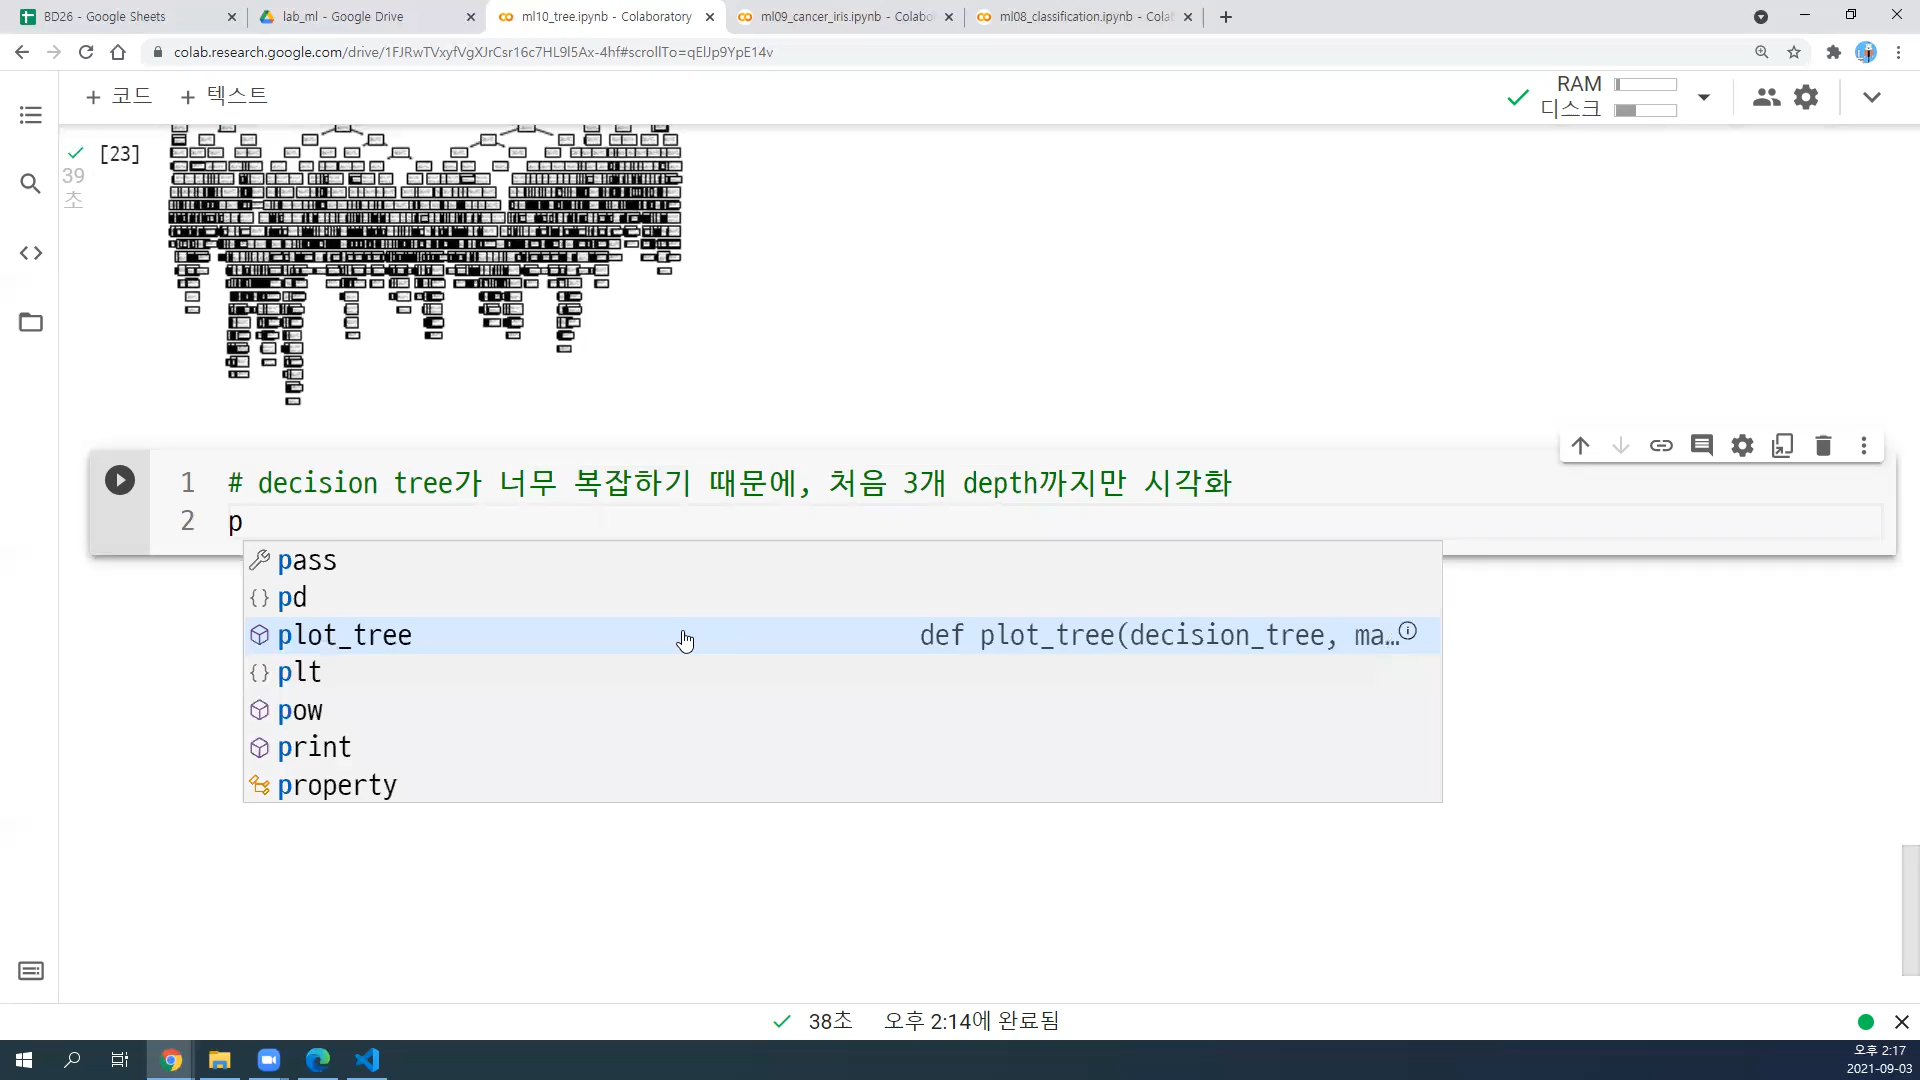 BD26 - Google Sheets
lab_ml - Google Drive
ml10_tree.ipynb - Colaboratory
ml09_cancer_iris.ipynb - Colabo
ml08_classification.ipynb - Cola
colab.research.google.com/drive/1FJRwTVxyfVgXJrCsr16c7HL9l5Ax-4hf#scrollTo=qElJp9YpE14v
+ 코드 + 텍스트
RAM
디스크
[23]
39
초
1 # decision tree가 너무 복잡하기 때문에, 처음 3개 depth까지만 시각화
2 p
pass
pd
plot_tree def plot_tree(decision_tree, ma…
plt
pow
print
property
38초 오후 2:14에 완료됨
오후 2:17
2021-09-03